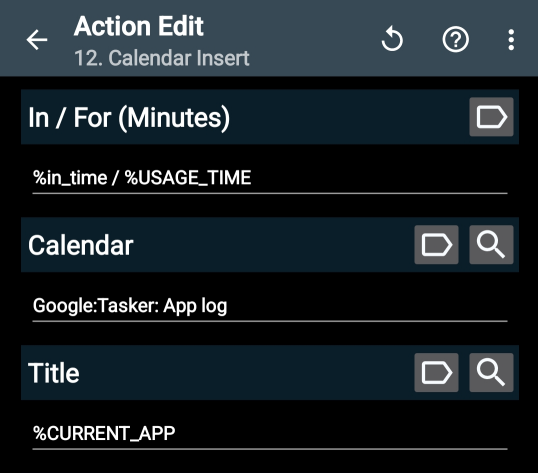 Action Edit
12. Calendar Insert
In / For (Minutes)
%in_time / %USAGE_TIME
Calendar
Google:Tasker: App log
Title
%CURRENT_APP